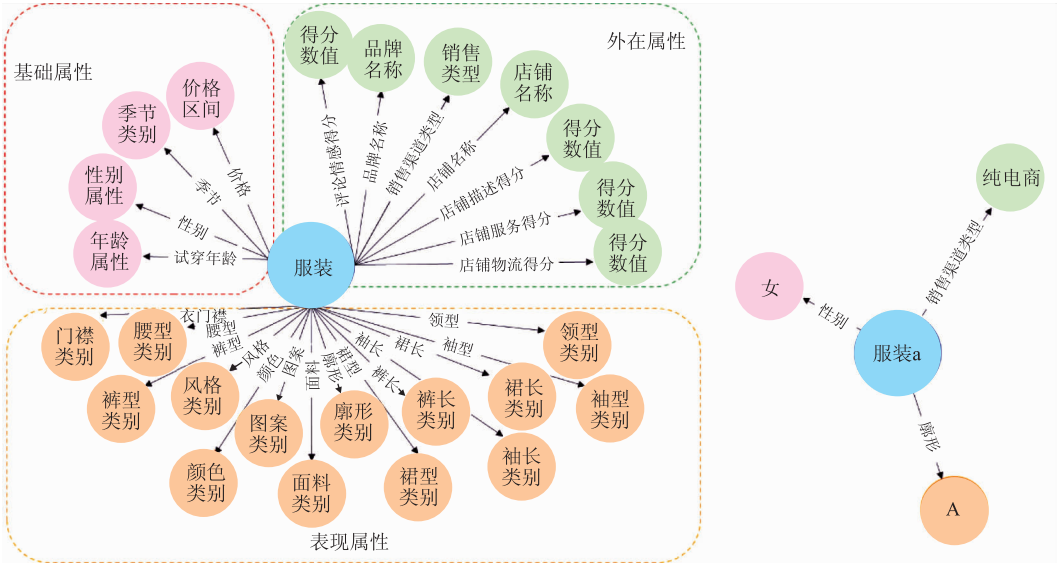 基础属性
价格
区间
季节
类别
性别
属性
年龄
属性
价格
季节
性别
试穿年龄
外在属性
得分
数值
品牌
名称
销售
类型
店铺
名称
得分
数值
得分
数值
得分
数值
评论情感得分
品牌名称
销售渠道类型
店铺名称
店铺描述得分
店铺服务得分
店铺物流得分
服装
衣门襟
腰型
裤型
风格
颜色
图案
面料
廓形
裙型
袖长
裤长
裙长
袖型
领型
门襟
类别
腰型
类别
裤型
类别
风格
类别
颜色
类别
图案
类别
面料
类别
廓形
类别
裙型
类别
裤长
类别
袖长
类别
裙长
类别
袖型
类别
领型
类别
表现属性
纯电商
销售渠道类型
女
性别
服装a
廓形
A